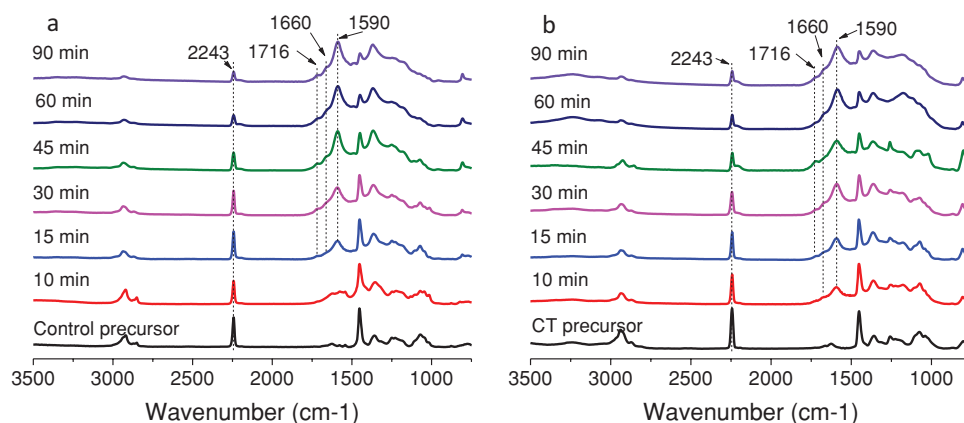 a
1660
1590
2243
1716
90 min
60 min
45 min
30 min
15 min
10 min
Control precursor
3500 3000 2500 2000 1500 1000
Wavenumber (cm-1)
b
1660
1590
2243
1716
90 min
60 min
45 min
30 min
15 min
10 min
CT precursor
3500 3000 2500 2000 1500 1000
Wavenumber (cm-1)